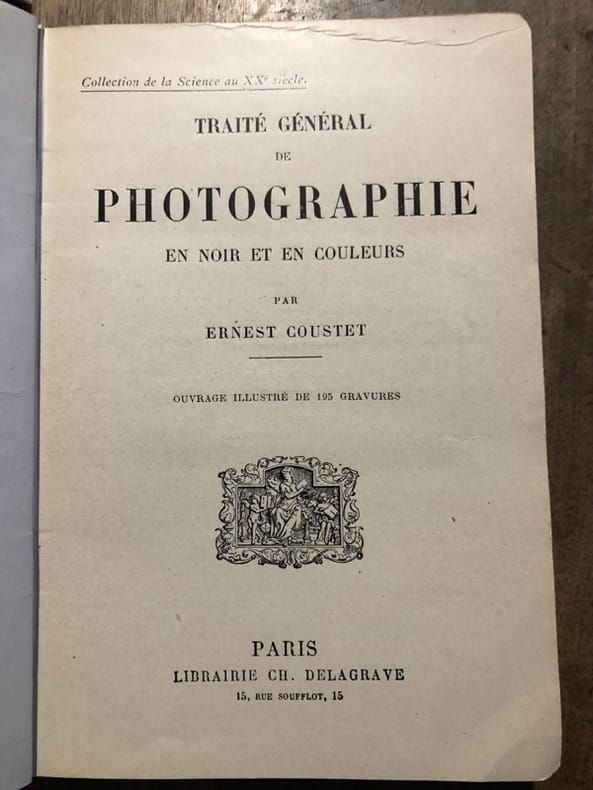 Collection de la Science au XXe siècle.
TRAITÉ GÉNÉRAL
DE
PHOTOGRAPHIE
EN NOIR ET EN COULEURS
PAR
ERNEST COUSTET
OUVRAGE ILLUSTRÉ DE 195 GRAVURES
PARIS
LIBRAIRIE CH. DELAGRAVE
15, RUE SOUFFLOT, 15